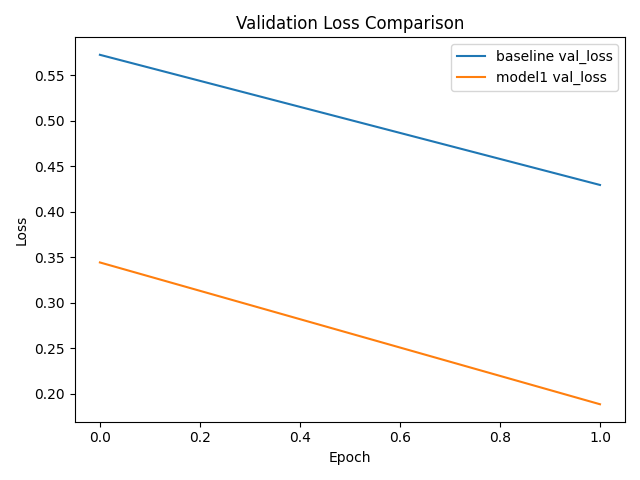 Validation Loss Comparison
baseline val_loss
model1 val_loss
Loss
0.55
0.50
0.45
0.40
0.35
0.30
0.25
0.20
0.0 0.2 0.4 0.6 0.8 1.0
Epoch